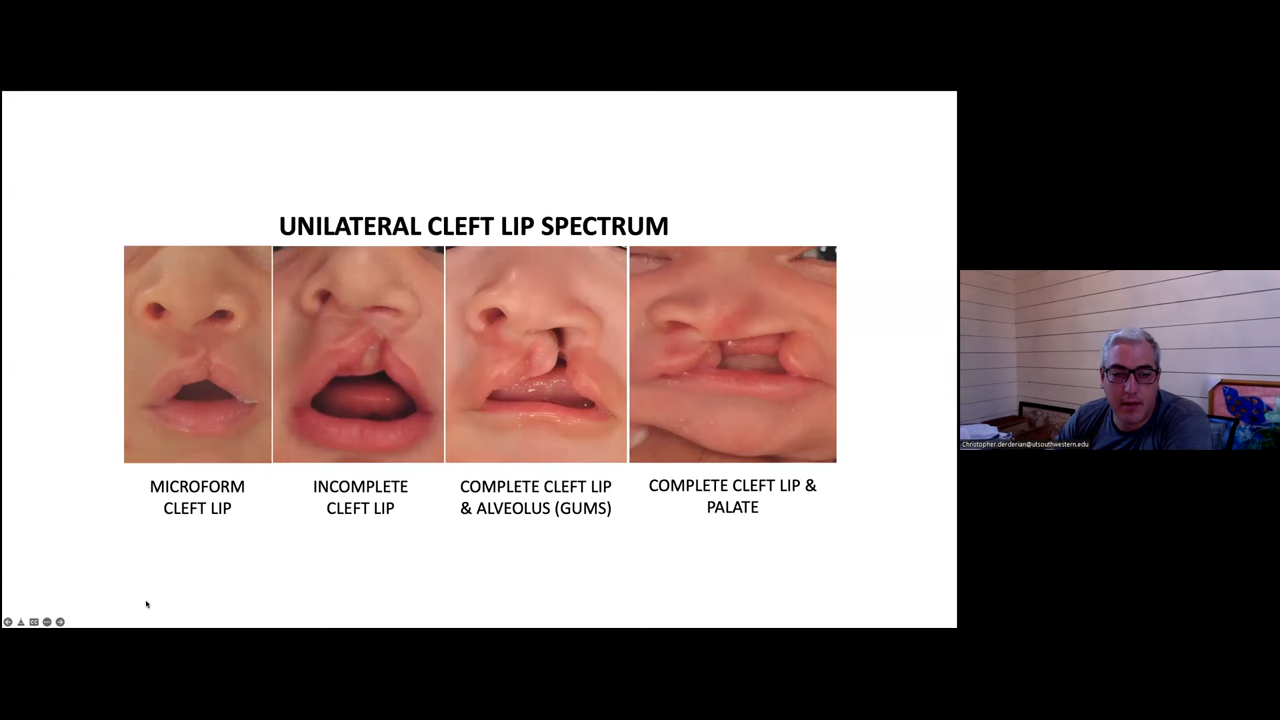 UNILATERAL CLEFT LIP SPECTRUM
MICROFORM
CLEFT LIP
INCOMPLETE
CLEFT LIP
COMPLETE CLEFT LIP
& ALVEOLUS (GUMS)
COMPLETE CLEFT LIP &
PALATE
Christopher.derderian@utsouthwestern.edu